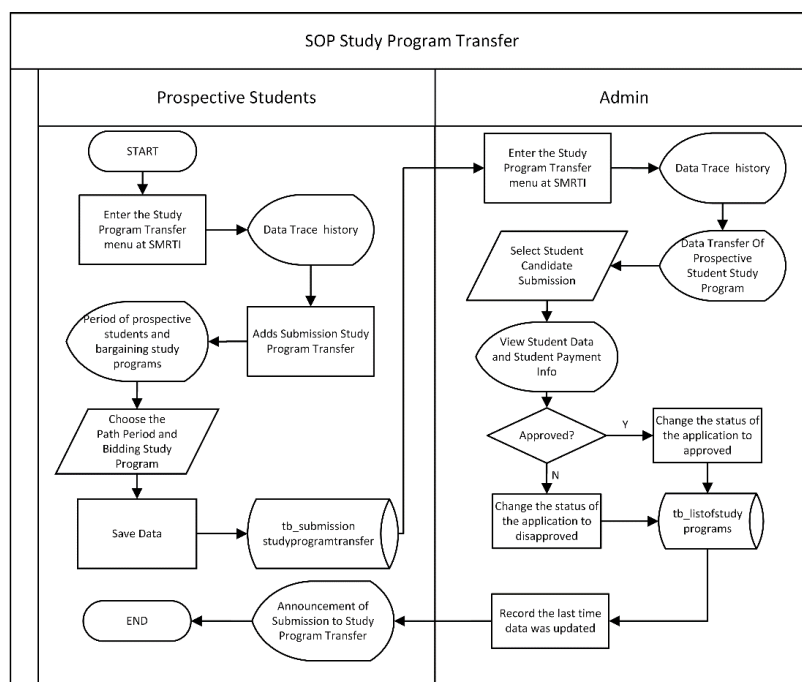 SOP Study Program Transfer
Prospective Students
Admin
START
Enter the Study
Program Transfer
menu at SMRTI
Data Trace history
Adds Submission Study
Program Transfer
Period of prospective
students and
bargaining study
programs
Choose the
Path Period and
Bidding Study
Program
Save Data
tb_submission
studyprogramtransfer
Enter the Study
Program Transfer
menu at SMRTI
Data Trace history
Data Transfer Of
Prospective
Student Study
Program
Select Student
Candidate
Submission
View Student Data
and Student Payment
Info
Approved?
Y
Change the status of
the application to
approved
N
Change the status of
the application to
disapproved
tb_listofstudy
programs
Record the last time
data was updated
Announcement of
Submission to Study
Program Transfer
END